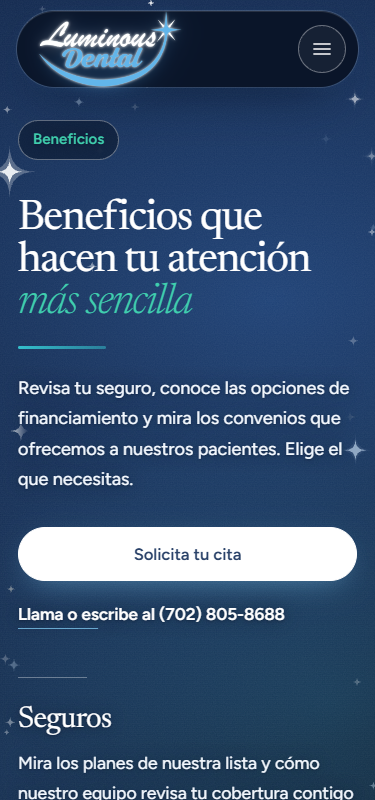 Luminous
Dental
Beneficios
Beneficios que
hacen tu atención
más sencilla
Revisa tu seguro, conoce las opciones de
financiamiento y mira los convenios que
ofrecemos a nuestros pacientes. Elige el
que necesitas.
Solicita tu cita
Llama o escribe al (702) 805-8688
Seguros
Mira los planes de nuestra lista y cómo
nuestro equipo revisa tu cobertura contigo